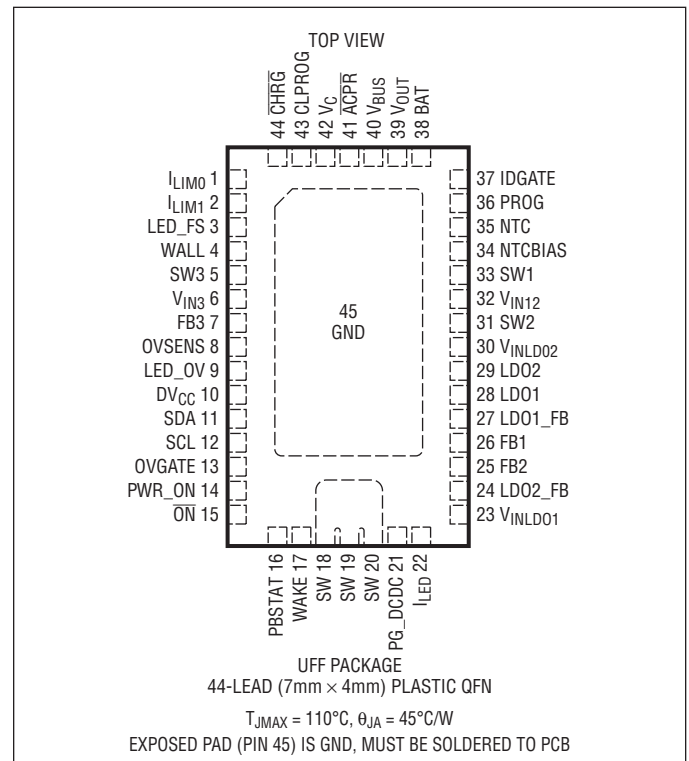 TOP VIEW
44 CHRG
43 CLPROG
42 VC
41 ACPR
40 VBUS
39 VOUT
38 BAT
ILIM0 1
ILIM1 2
LED_FS 3
WALL 4
SW3 5
VIN3 6
FB3 7
OVSENS 8
LED_OV 9
DVCC 10
SDA 11
SCL 12
OVGATE 13
PWR_ON 14
ON 15
45
GND
37 IDGATE
36 PROG
35 NTC
34 NTCBIAS
33 SW1
32 VIN12
31 SW2
30 VINLDO2
29 LDO2
28 LDO1
27 LDO1_FB
26 FB1
25 FB2
24 LDO2_FB
23 VINLDO1
PBSTAT 16
WAKE 17
SW 18
SW 19
SW 20
PG_DCDC 21
ILED 22
UFF PACKAGE
44-LEAD (7mm × 4mm) PLASTIC QFN
TJMAX = 110°C, θJA = 45°C/W
EXPOSED PAD (PIN 45) IS GND, MUST BE SOLDERED TO PCB